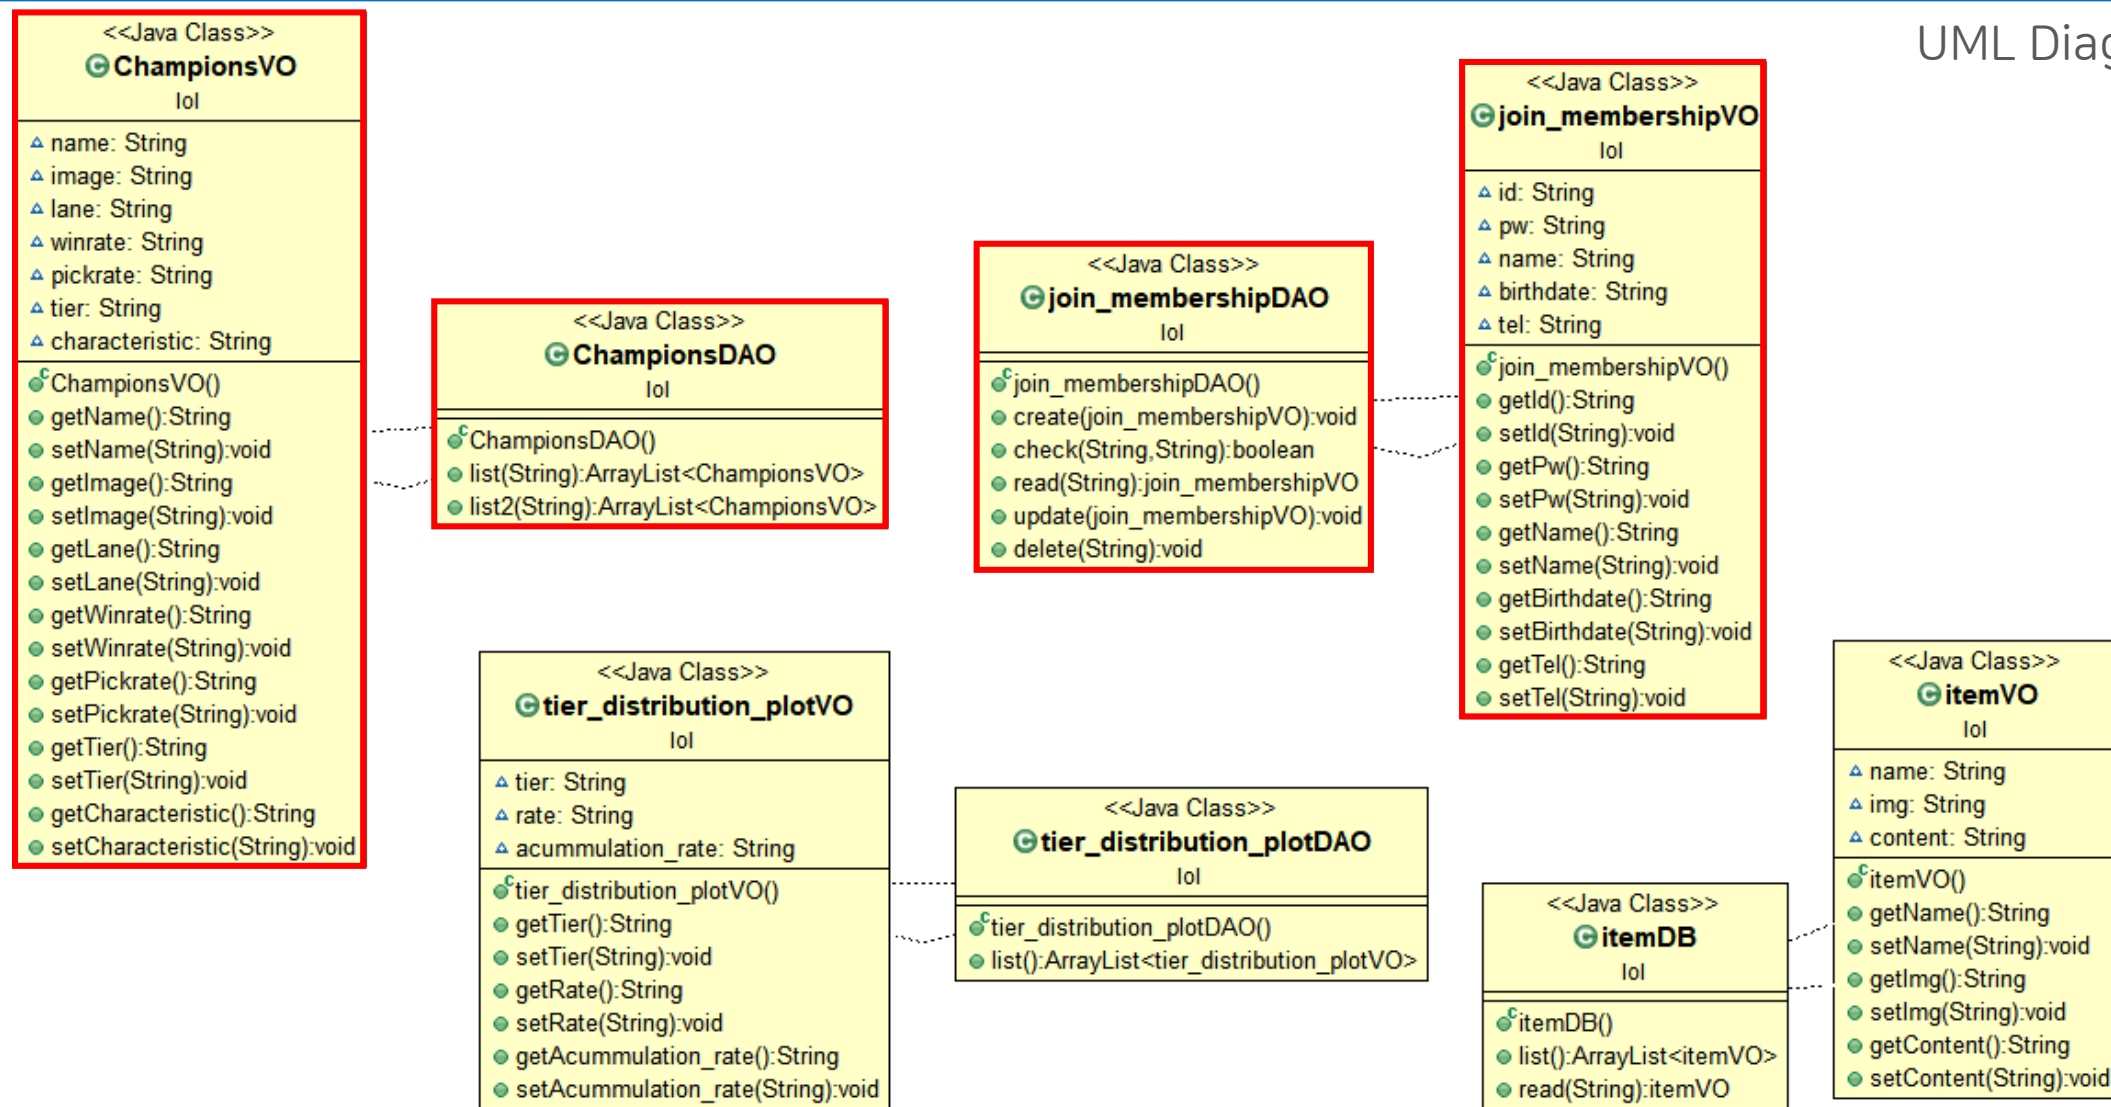 UML Diag
<<Java Class>>
ChampionsVO
lol
name: String
image: String
lane: String
winrate: String
pickrate: String
tier: String
characteristic: String
ChampionsVO()
getName():String
setName(String):void
getImage():String
setImage(String):void
getLane():String
setLane(String):void
getWinrate():String
setWinrate(String):void
getPickrate():String
setPickrate(String):void
getTier():String
setTier(String):void
getCharacteristic():String
setCharacteristic(String):void
<<Java Class>>
ChampionsDAO
lol
ChampionsDAO()
list(String):ArrayList<ChampionsVO>
list2(String):ArrayList<ChampionsVO>
<<Java Class>>
join_membershipDAO
lol
join_membershipDAO()
create(join_membershipVO):void
check(String,String):boolean
read(String):join_membershipVO
update(join_membershipVO):void
delete(String):void
<<Java Class>>
join_membershipVO
lol
id: String
pw: String
name: String
birthdate: String
tel: String
join_membershipVO()
getId():String
setId(String):void
getPw():String
setPw(String):void
getName():String
setName(String):void
getBirthdate():String
setBirthdate(String):void
getTel():String
setTel(String):void
<<Java Class>>
tier_distribution_plotVO
lol
tier: String
rate: String
acummulation_rate: String
tier_distribution_plotVO()
getTier():String
setTier(String):void
getRate():String
setRate(String):void
getAcummulation_rate():String
setAcummulation_rate(String):void
<<Java Class>>
tier_distribution_plotDAO
lol
tier_distribution_plotDAO()
list():ArrayList<tier_distribution_plotVO>
<<Java Class>>
itemDB
lol
itemDB()
list():ArrayList<itemVO>
read(String):itemVO
<<Java Class>>
itemVO
lol
name: String
img: String
content: String
itemVO()
getName():String
setName(String):void
getImg():String
setImg(String):void
getContent():String
setContent(String):void